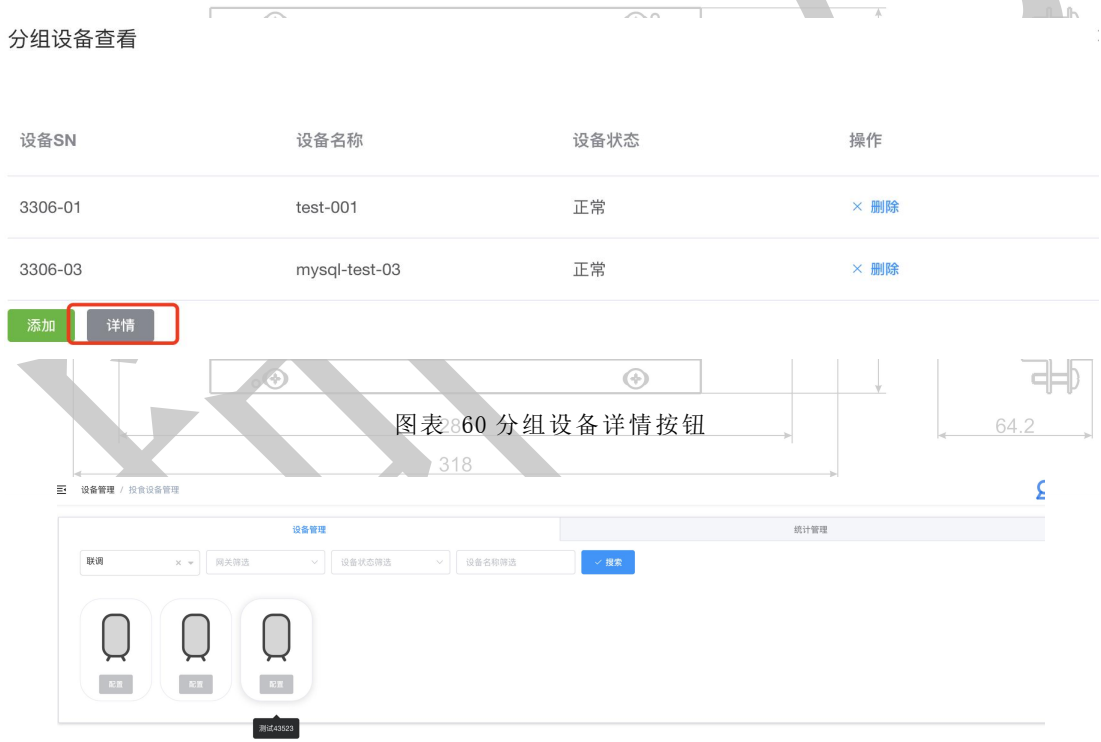 分组设备查看
设备SN 设备名称 设备状态 操作
3306-01 test-001 正常 × 删除
3306-03 mysql-test-03 正常 × 删除
添加 详情
图表 60 分组设备详情按钮
28
64.2
318
设备管理 / 投食设备管理
设备管理 统计管理
联调 网关筛选 设备状态筛选 设备名称筛选 搜索
配置 配置 配置
测试43523